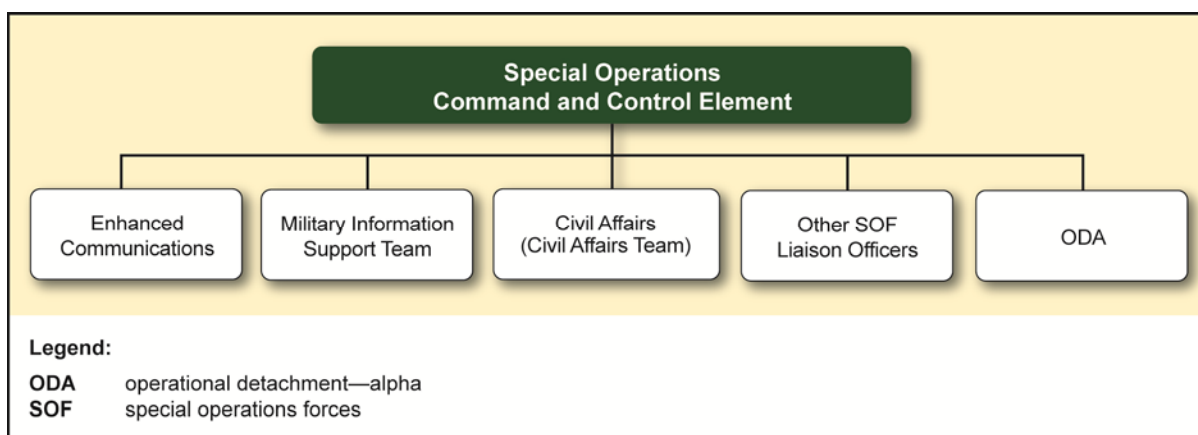 Special Operations
Command and Control Element
Enhanced
Communications
Military Information
Support Team
Civil Affairs
(Civil Affairs Team)
Other SOF
Liaison Officers
ODA
Legend:
ODA operational detachment—alpha
SOF special operations forces